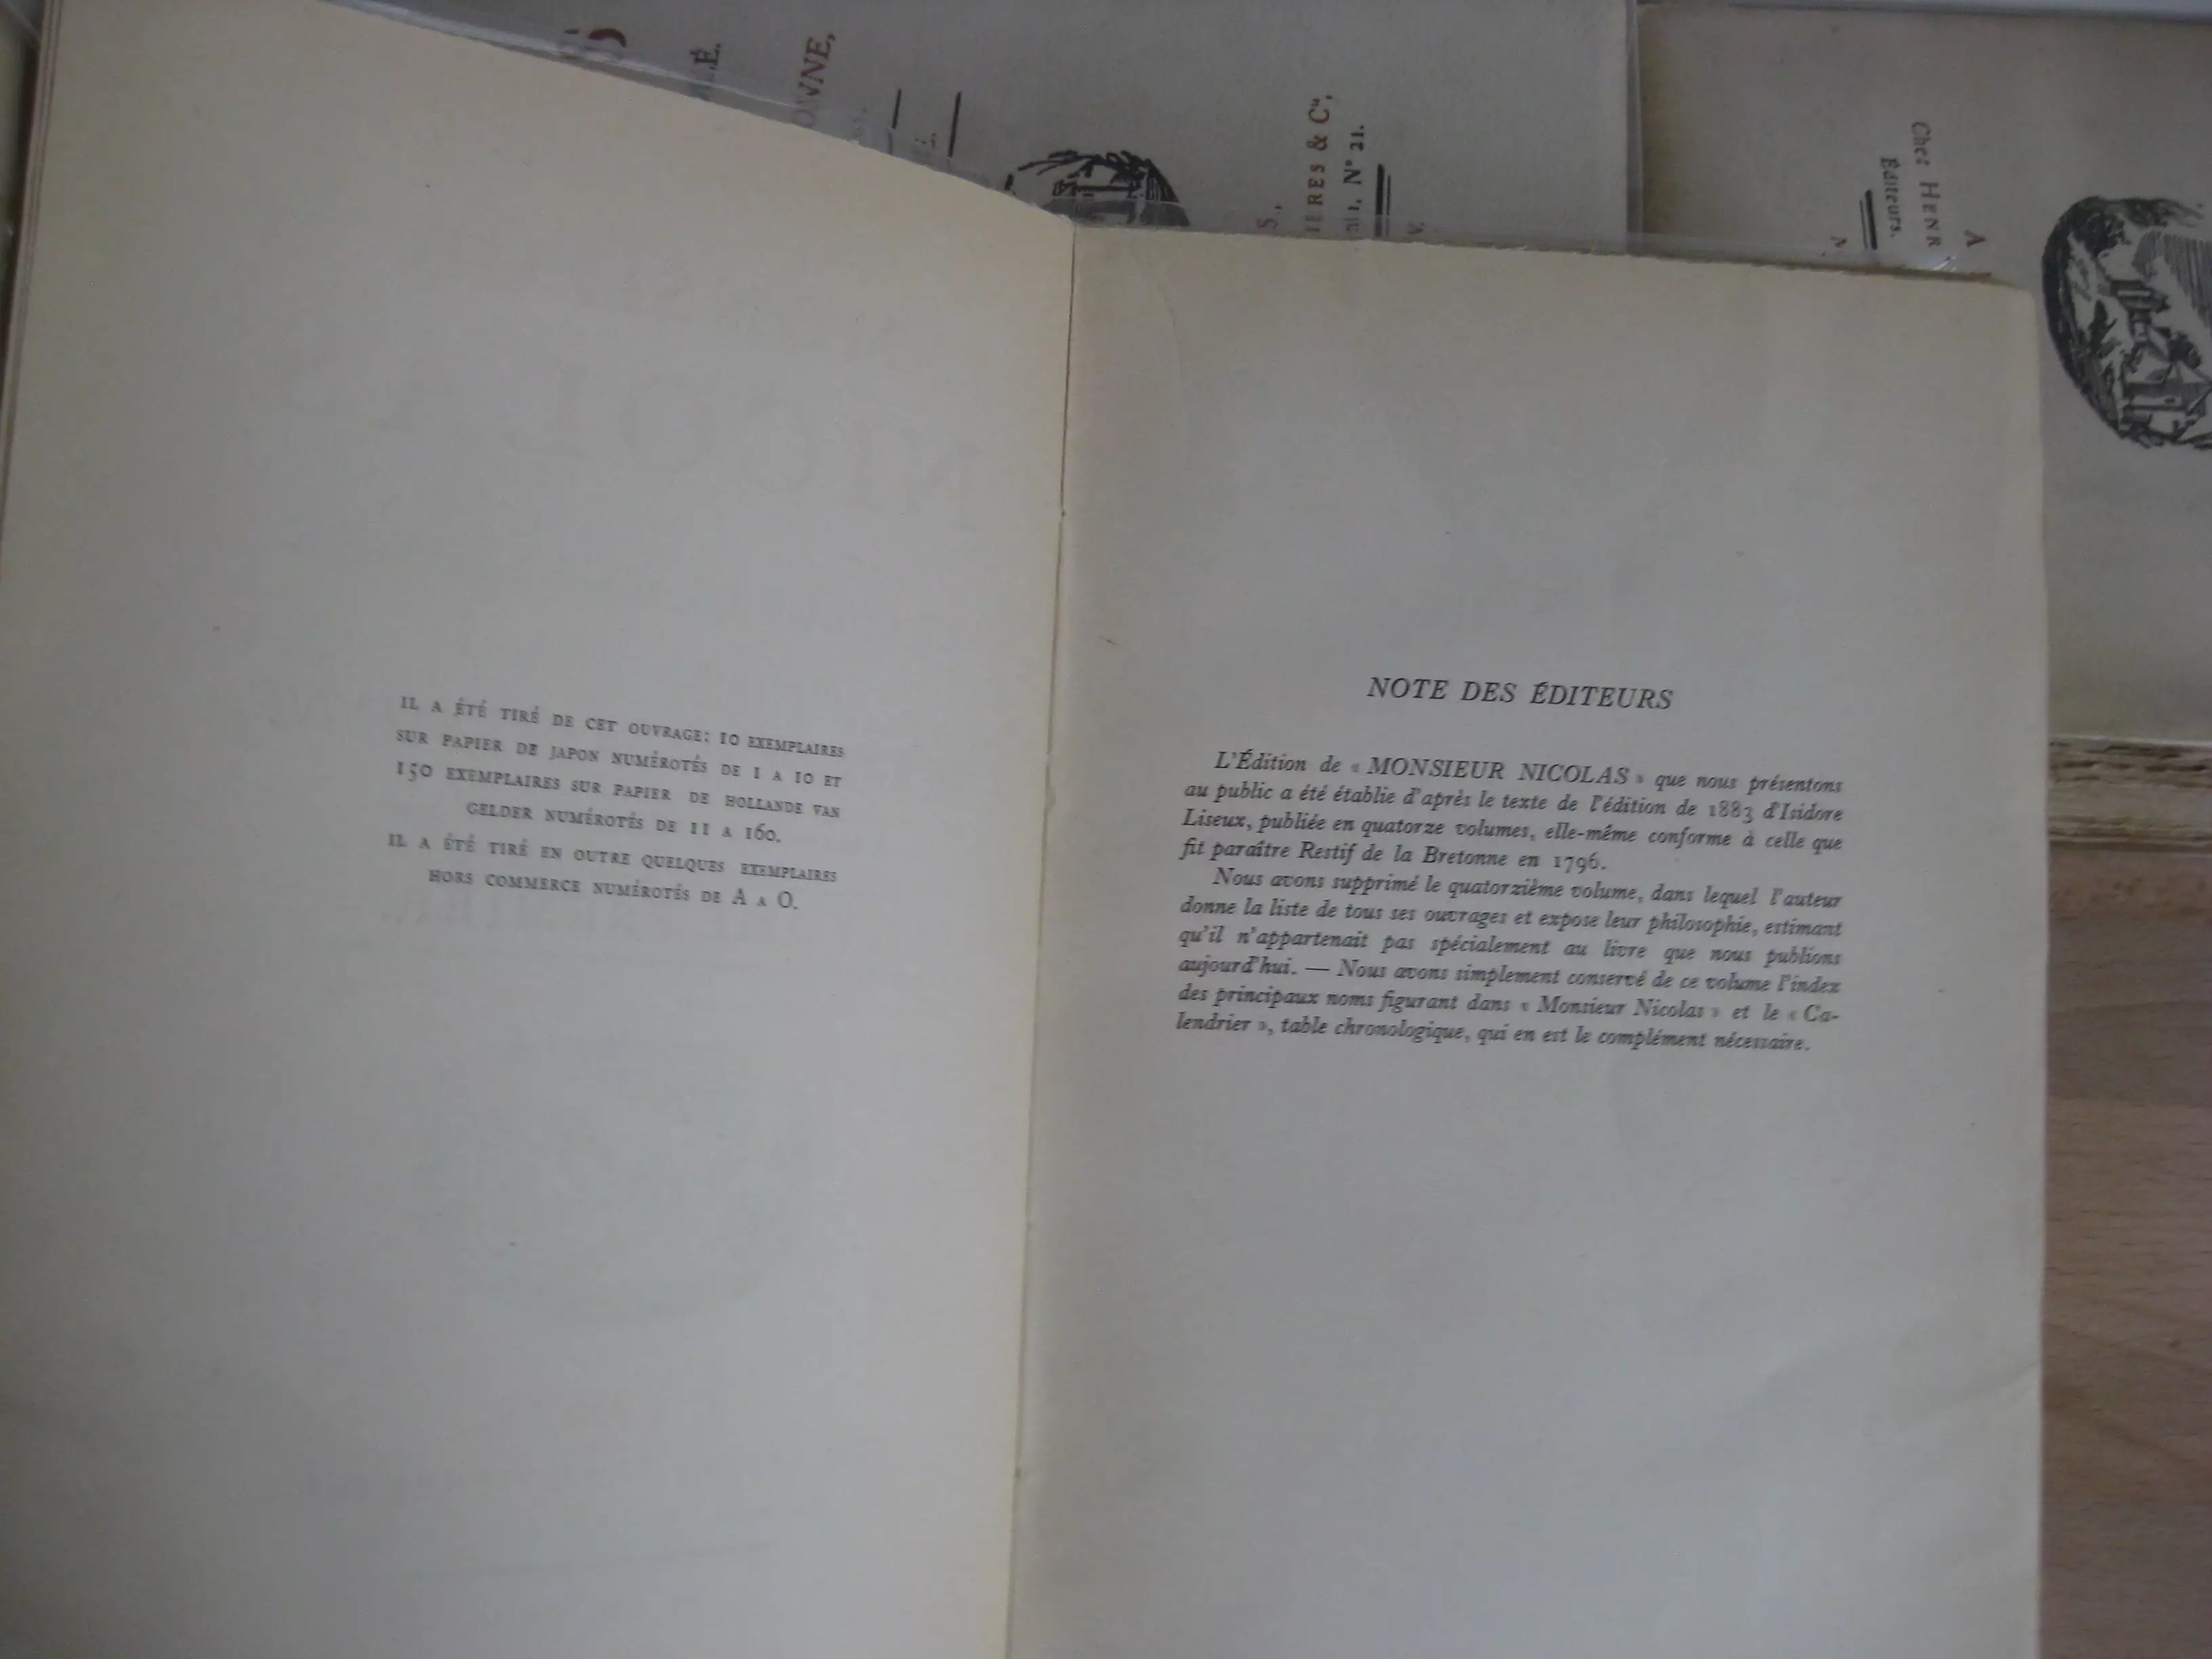 IL A ÉTÉ TIRÉ DE CET OUVRAGE: 10 EXEMPLAIRES
SUR PAPIER DE JAPON NUMÉROTÉS DE 1 A 10 ET
150 EXEMPLAIRES SUR PAPIER DE HOLLANDE VAN
GELDER NUMÉROTÉS DE 11 A 160.
IL A ÉTÉ TIRÉ EN OUTRE QUELQUES EXEMPLAIRES
HORS COMMERCE NUMÉROTÉS DE A A O.
NOTE DES ÉDITEURS
L'Édition de « MONSIEUR NICOLAS » que nous présentons
au public a été établie d'après le texte de l'édition de 1883 d'Isidore
Liseux, publiée en quatorze volumes, elle-même conforme à celle que
fit paraître Restif de la Bretonne en 1796.
Nous avons supprimé le quatorzième volume, dans lequel l'auteur
donne la liste de tous ses ouvrages et expose leur philosophie, estimant
qu'il n'appartenait pas spécialement au livre que nous publions
aujourd'hui. — Nous avons simplement conservé de ce volume l'index
des principaux noms figurant dans « Monsieur Nicolas » et le « Ca-
lendrier », table chronologique, qui en est le complément nécessaire.
& Cie,
N° 21.
A
Chez HENR
Éditeurs.